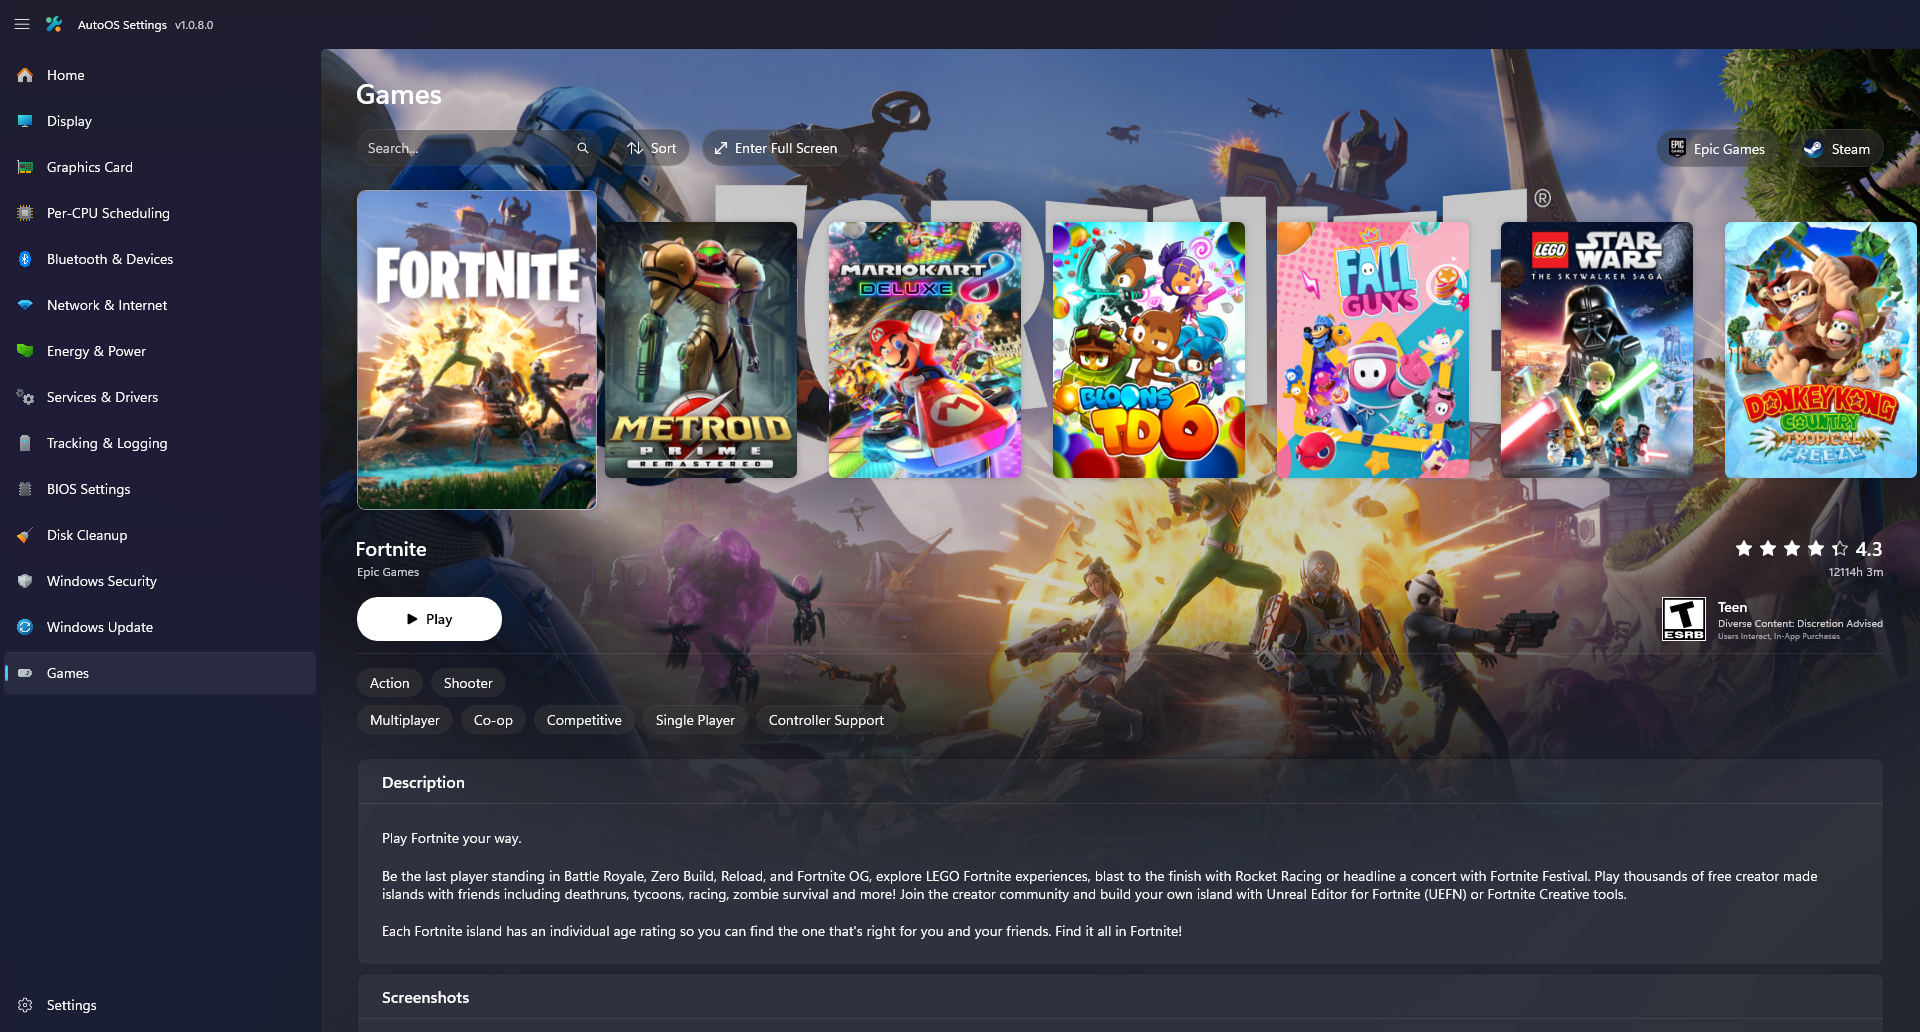 AutoOS Settings v1.0.8.0
Home
Display
Graphics Card
Per-CPU Scheduling
Bluetooth & Devices
Network & Internet
Energy & Power
Services & Drivers
Tracking & Logging
BIOS Settings
Disk Cleanup
Windows Security
Windows Update
Games
Settings
Games
Search...
Sort
Enter Full Screen
EPIC GAMES
Epic Games
Steam
FORTNITE®
FORTNITE
METROID
PRIME
REMASTERED
MARIOKART 8
DELUXE
BLOONS
TD6
FALL
GUYS
LEGO STAR WARS
THE SKYWALKER SAGA
DONKEY KONG
COUNTRY
TROPICAL
FREEZE
Fortnite
Epic Games
4.3
12114h 3m
Play
T
ESRB
Teen
Diverse Content: Discretion Advised
Users Interact, In-App Purchases
Action
Shooter
Multiplayer
Co-op
Competitive
Single Player
Controller Support
Description
Play Fortnite your way.
Be the last player standing in Battle Royale, Zero Build, Reload, and Fortnite OG, explore LEGO Fortnite experiences, blast to the finish with Rocket Racing or headline a concert with Fortnite Festival. Play thousands of free creator made
islands with friends including deathruns, tycoons, racing, zombie survival and more! Join the creator community and build your own island with Unreal Editor for Fortnite (UEFN) or Fortnite Creative tools.
Each Fortnite island has an individual age rating so you can find the one that's right for you and your friends. Find it all in Fortnite!
Screenshots